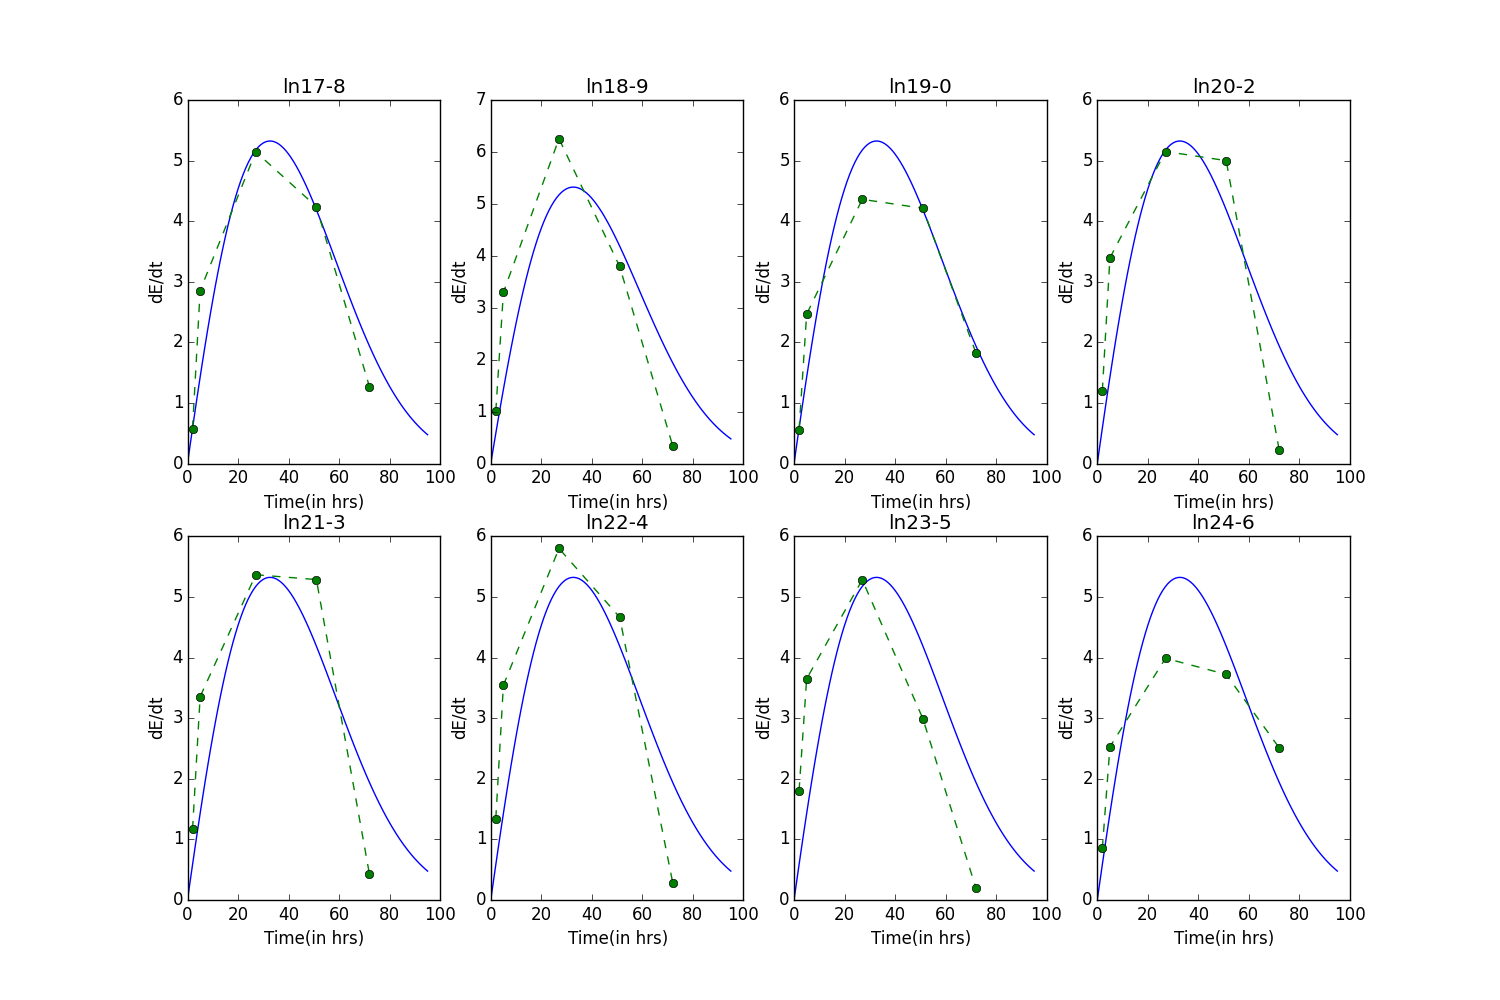 ln17-8 ln18-9 ln19-0 ln20-2
6 7 6 6
5 6 5 5
4 5 4 4
3 4 3 3
2 3 2 2
1 2 1 1
0 1 0 0
0
dE/dt dE/dt dE/dt dE/dt
0 20 40 60 80 100 0 20 40 60 80 100 0 20 40 60 80 100 0 20 40 60 80 100
Time(in hrs) Time(in hrs) Time(in hrs) Time(in hrs)
ln21-3 ln22-4 ln23-5 ln24-6
6 6 6 6
5 5 5 5
4 4 4 4
3 3 3 3
2 2 2 2
1 1 1 1
0 0 0 0
dE/dt dE/dt dE/dt dE/dt
0 20 40 60 80 100 0 20 40 60 80 100 0 20 40 60 80 100 0 20 40 60 80 100
Time(in hrs) Time(in hrs) Time(in hrs) Time(in hrs)